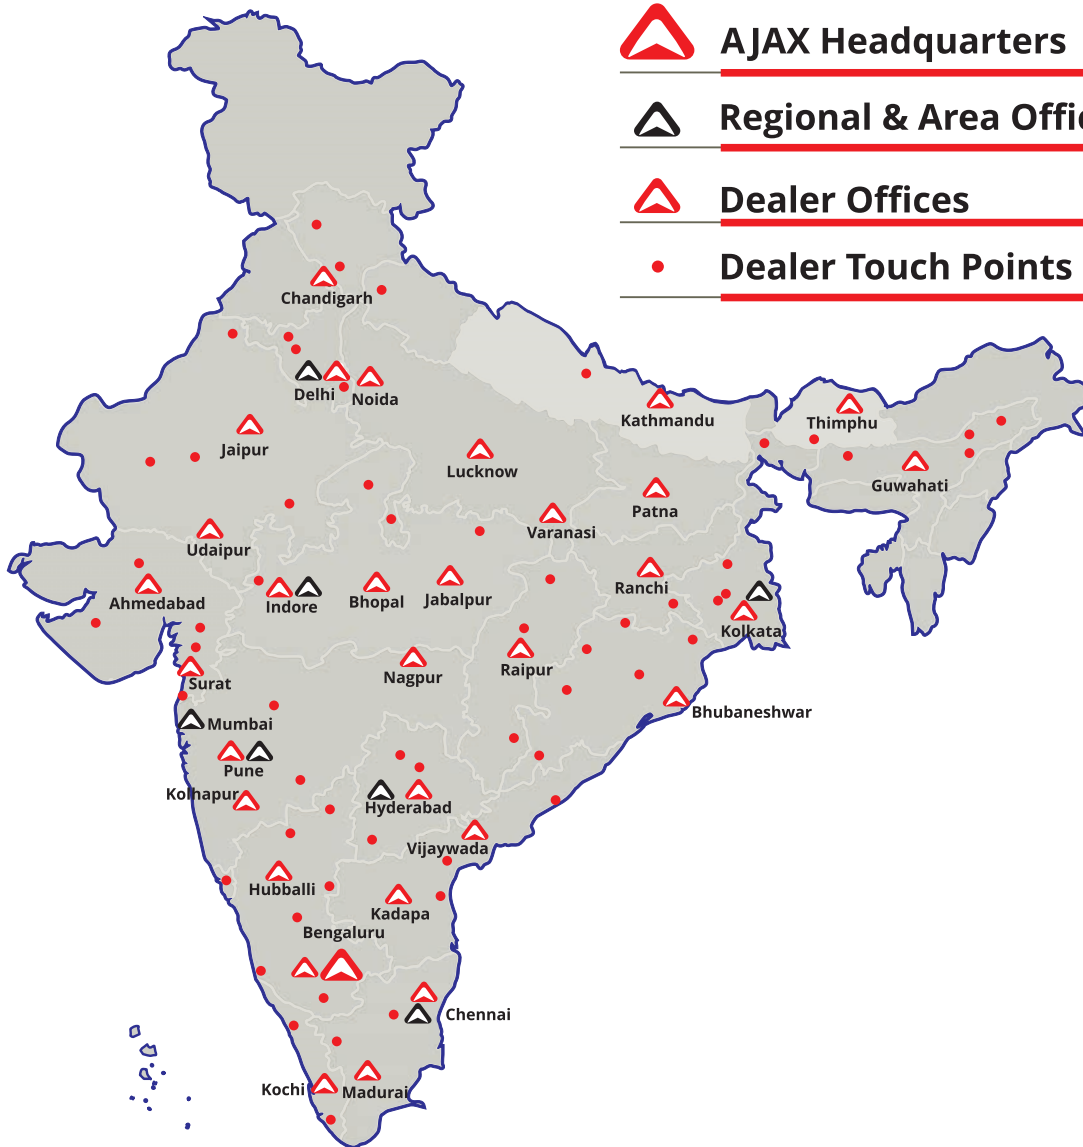 AJAX Headquarters
Regional & Area Offic
Dealer Offices
Dealer Touch Points
Chandigarh
Delhi
Noida
Kathmandu
Thimphu
Jaipur
Lucknow
Guwahati
Patna
Varanasi
Udaipur
Ranchi
Ahmedabad
Indore
Bhopal
Jabalpur
Kolkata
Surat
Nagpur
Raipur
Bhubaneshwar
Mumbai
Pune
Kolhapur
Hyderabad
Vijaywada
Hubballi
Kadapa
Bengaluru
Chennai
Kochi
Madurai